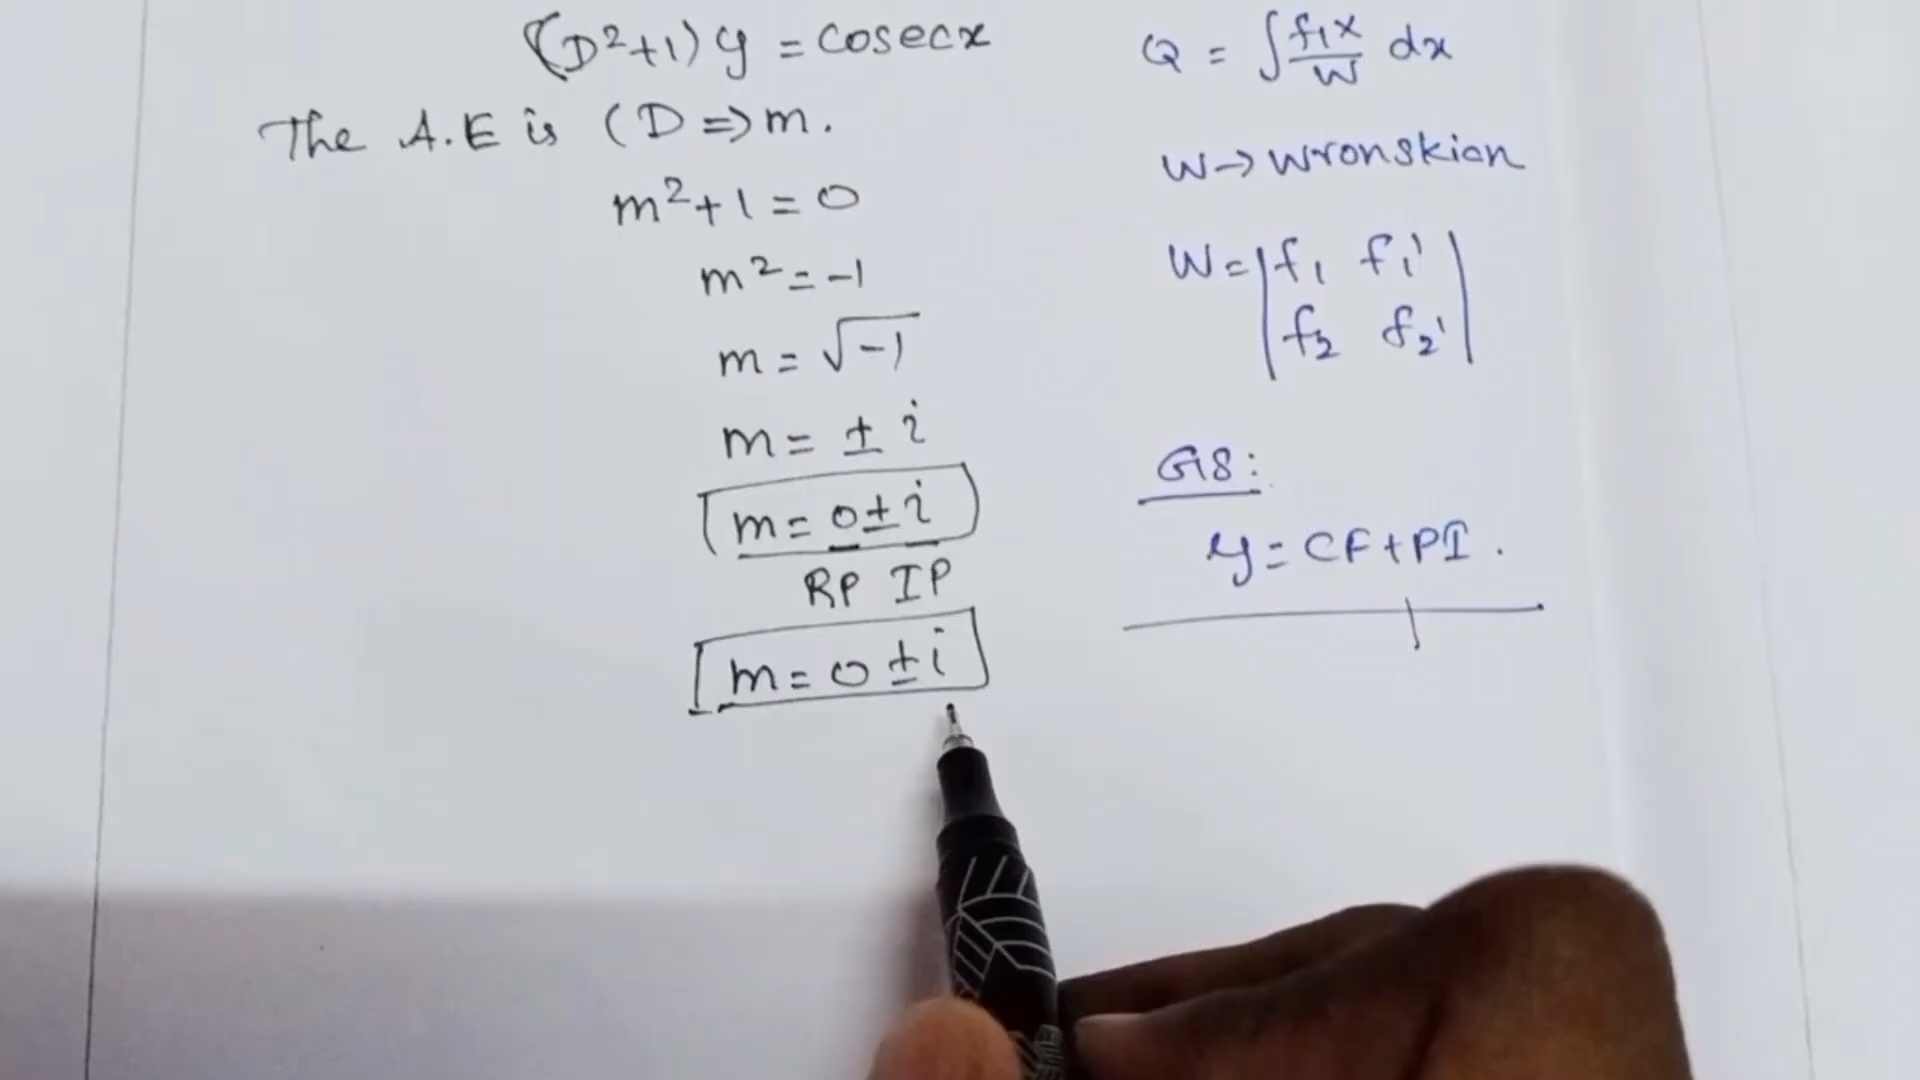 (D²+1)y = cosecx
The A.E is (D => m.
m²+1=0
m²=-1
m=√-1
m= ± i
m= 0±i
RP IP
m= 0 ±i
Q = ∫ f₁x/W dx
W→Wronskian
W= | f₁ f₁' |
| f₂ f₂' |
GS:
y=CF+PI.